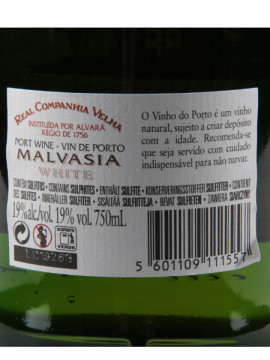 REAL COMPANHIA VELHA
INSTITUÍDA POR ALVARÁ
RÉGIO DE 1756
PORT WINE - VIN DE PORTO
MALVASIA
WHITE
O Vinho do Porto é um vinho
natural, sujeito a criar depósito
com a idade. Recomenda-se
que seja servido com cuidado
indispensável para não turvar.
CONTÉM SULFITOS • CONTAINS SULPHITES • ENTHÄLT SULFITE • KONSERVERINGSSTOFFER SULFITTER • CONTIENT
DES SULFITES • INNEHÅLLER SULFITER • SISÄLTÄÄ SULFIITTEJA • BEVAT SULFIETEN • ZAWIERA SIARCZYNY
19%alc./vol. 19% vol. 750mL
5 601109 111557